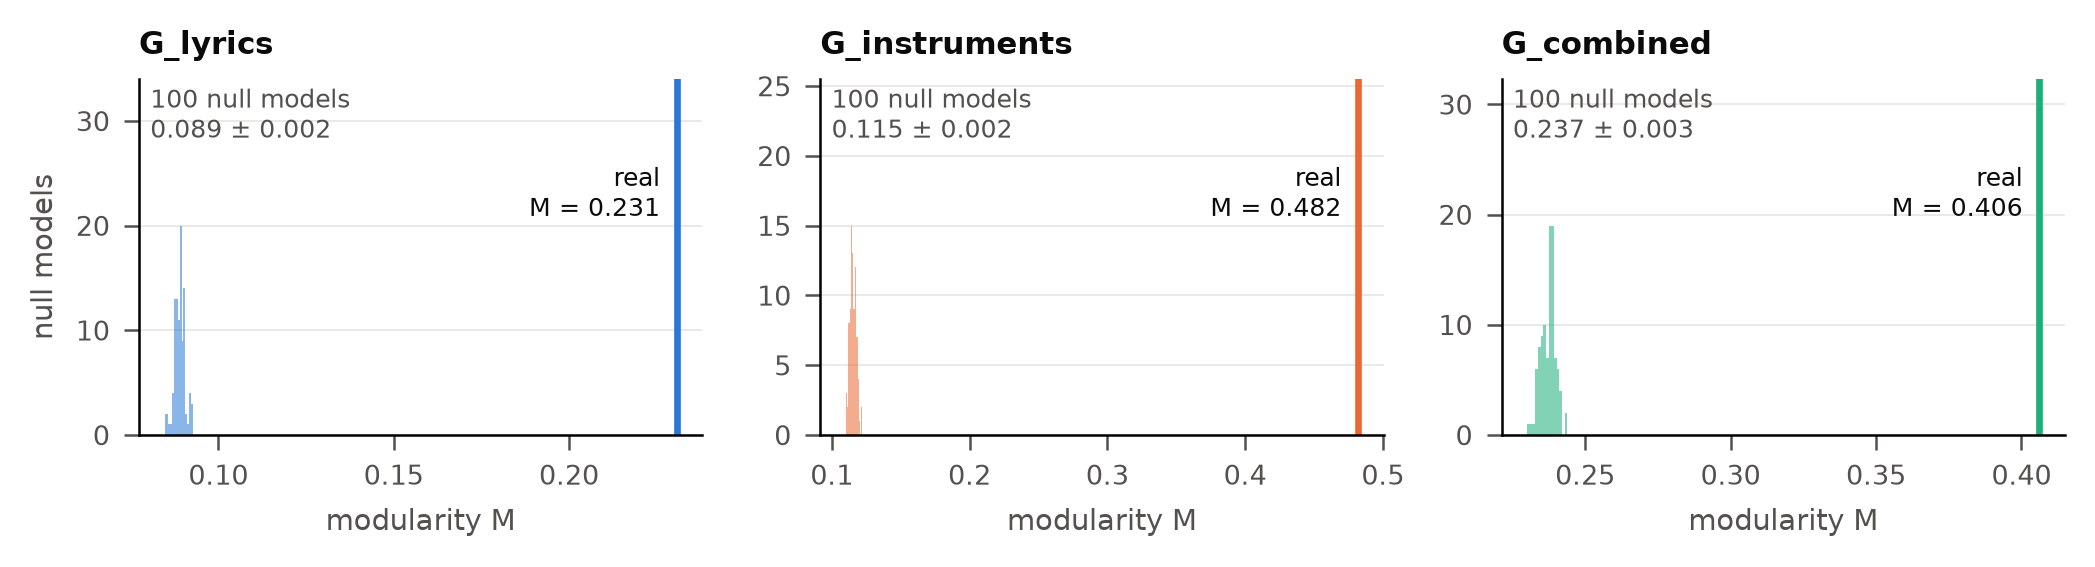 G_lyrics
100 null models
0.089 ± 0.002
real
M = 0.231
null models
30
20
10
0
0.10
0.15
0.20
modularity M
G_instruments
100 null models
0.115 ± 0.002
real
M = 0.482
25
20
15
10
5
0
0.1
0.2
0.3
0.4
0.5
modularity M
G_combined
100 null models
0.237 ± 0.003
real
M = 0.406
30
20
10
0
0.25
0.30
0.35
0.40
modularity M